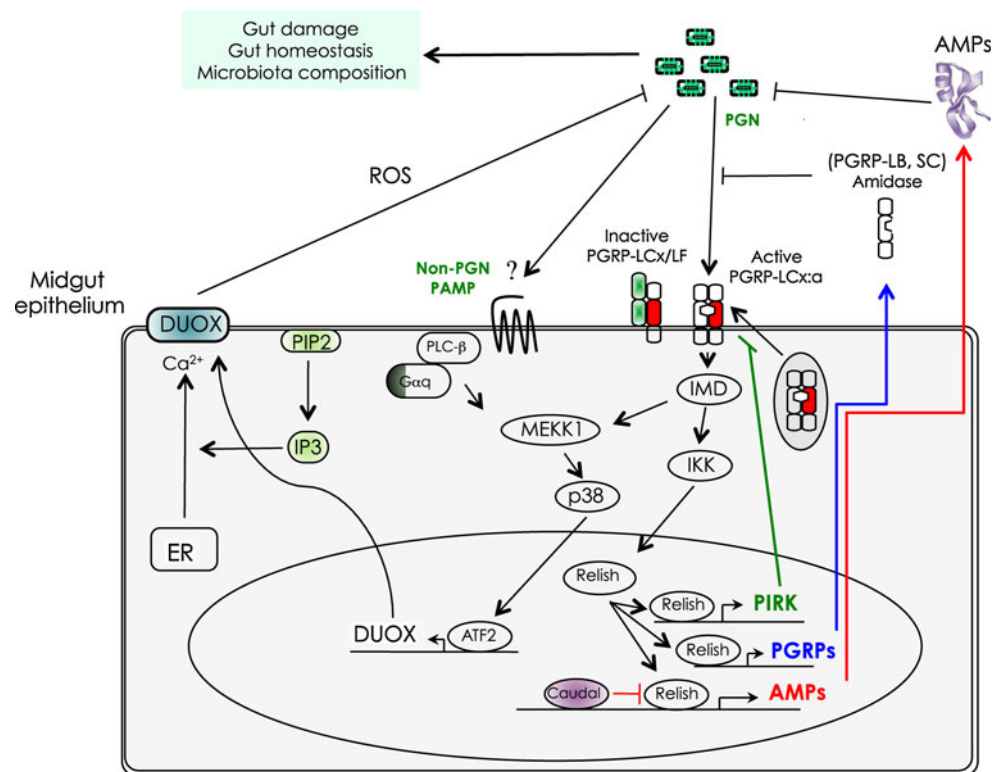 Gut damage
Gut homeostasis
Microbiota composition
AMPs
PGN
(PGRP-LB, SC)
Amidase
ROS
Inactive
PGRP-LCx/LF
Active
PGRP-LCx:a
Non-PGN
PAMP
?
Midgut
epithelium
DUOX
Ca2+
PIP2
PLC-β
Gαq
IMD
IP3
MEKK1
IKK
p38
ER
Relish
Relish
PIRK
DUOX
ATF2
Relish
PGRPs
Caudal
Relish
AMPs